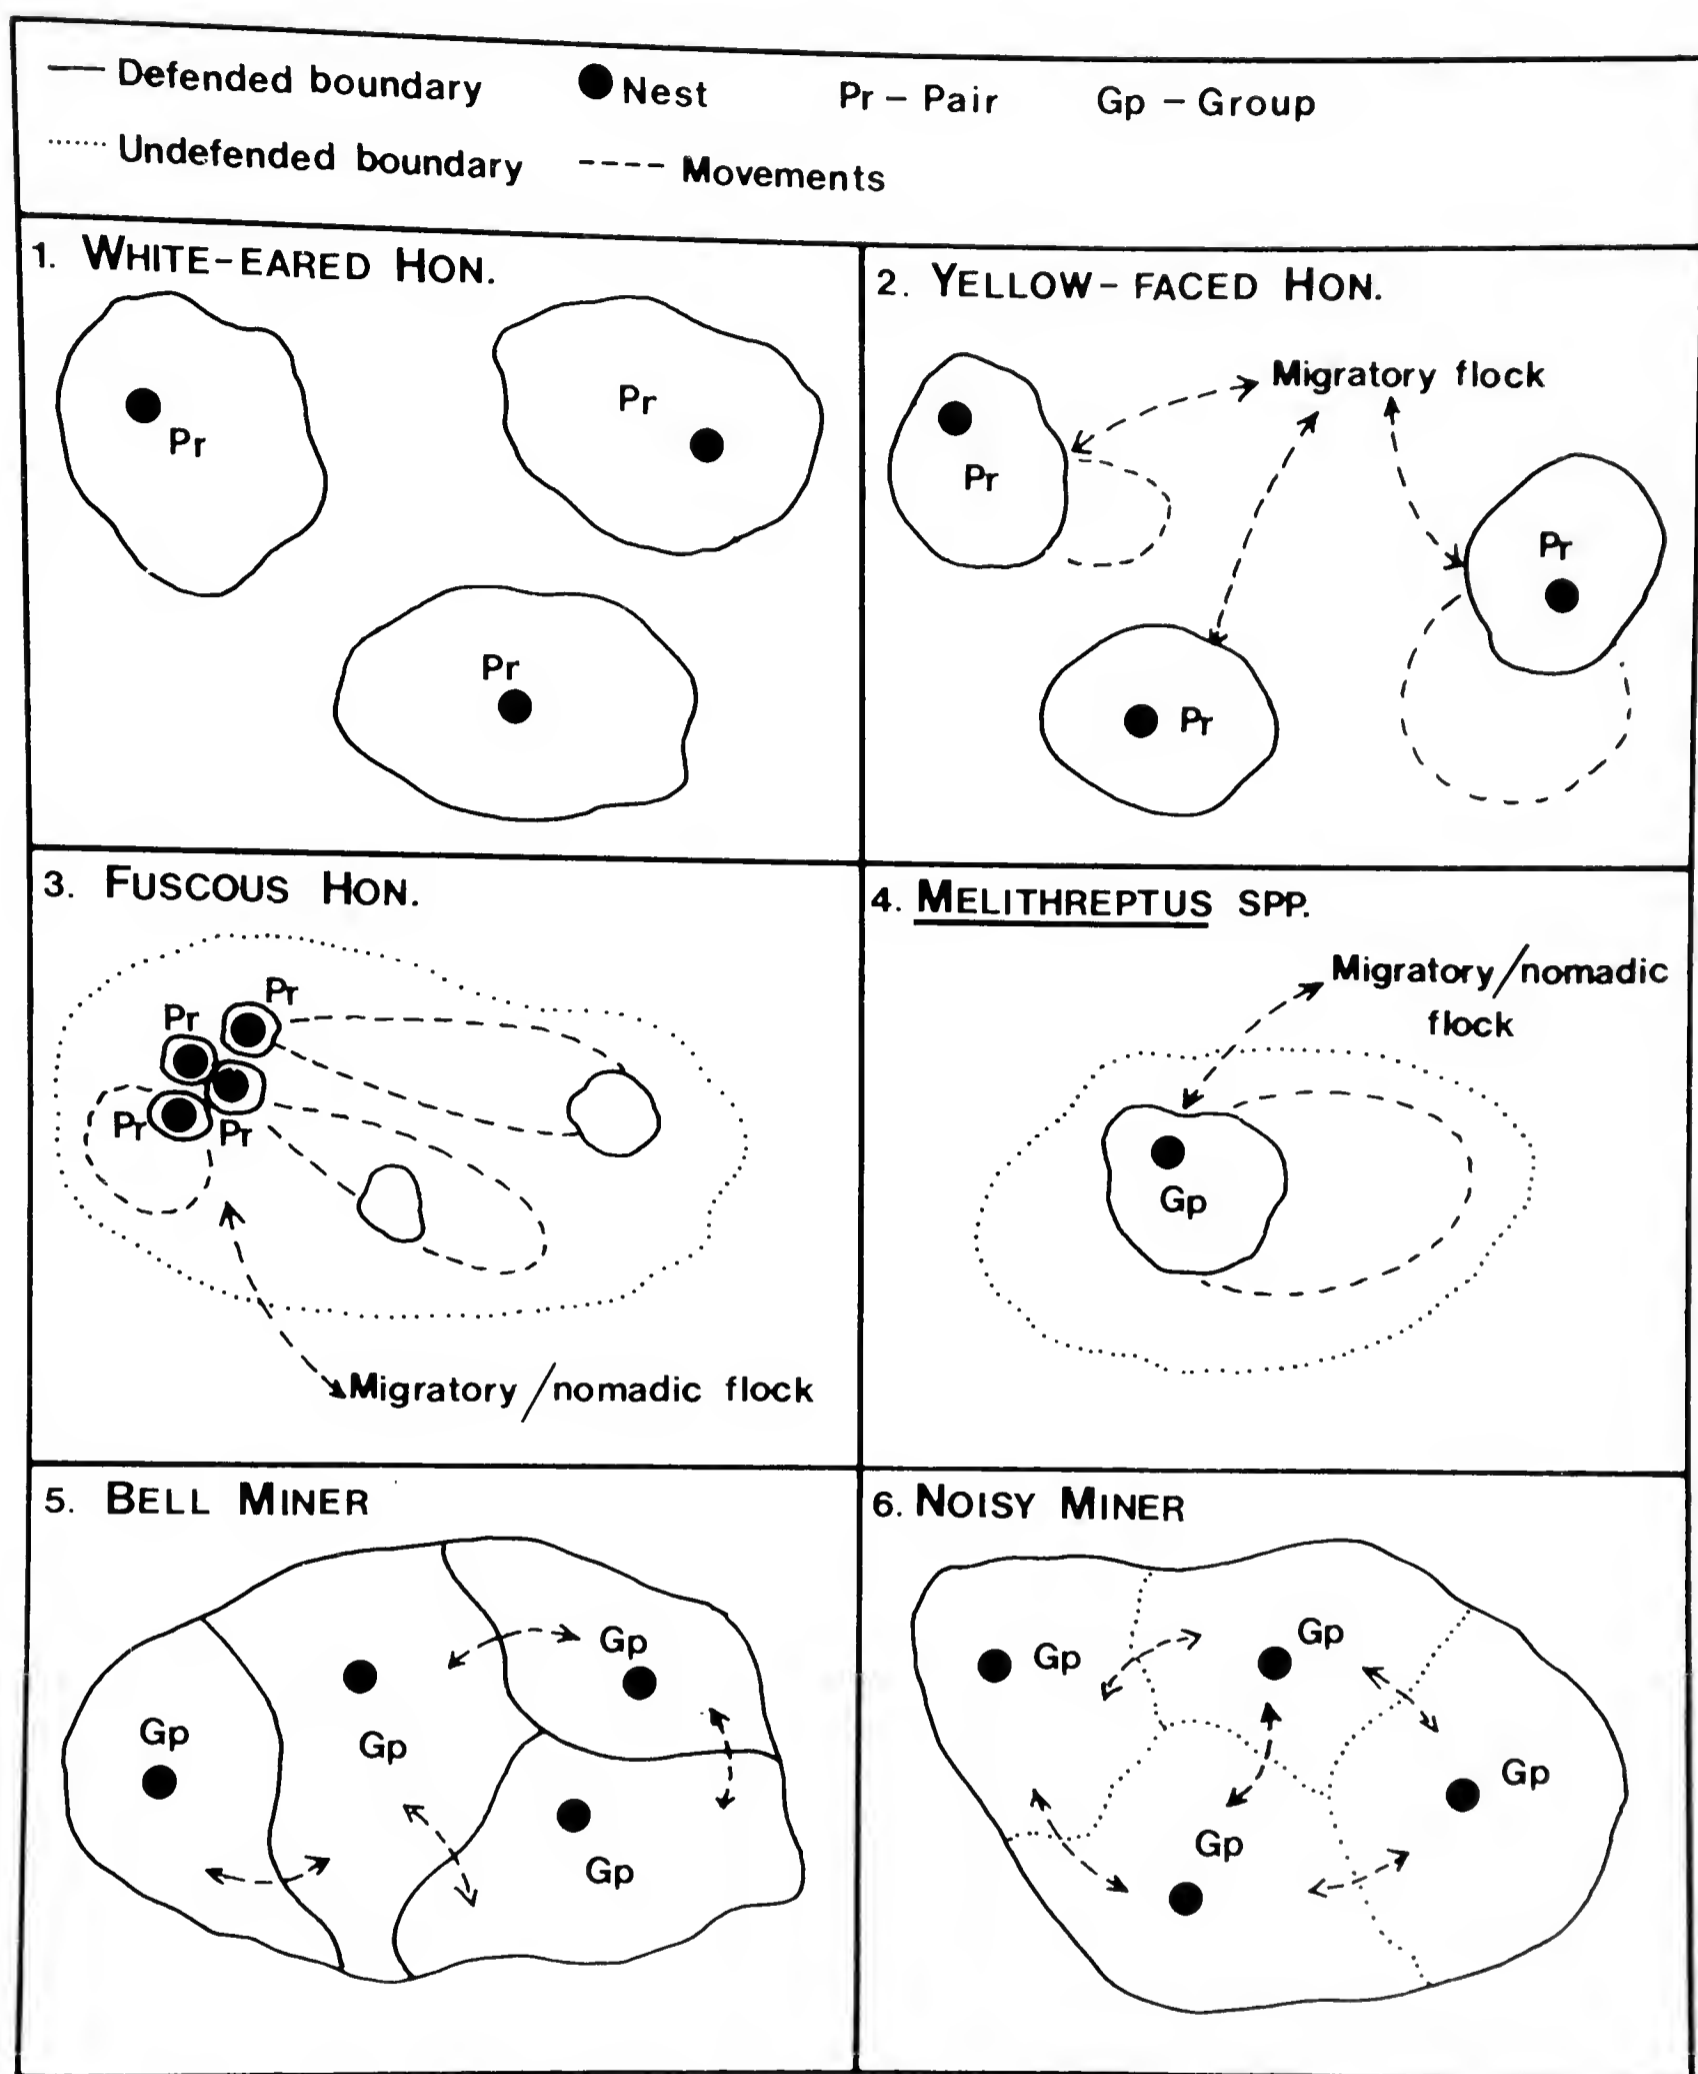 Defended boundary Nest Pr – Pair Gp – Group
Undefended boundary Movements
1. WHITE-EARED HON.
Pr
Pr
Pr
2. YELLOW-FACED HON.
Migratory flock
Pr
Pr
Pr
3. FUSCOUS HON.
Pr
Pr
Pr
Pr
Migratory/nomadic flock
4. MELITHREPTUS SPP.
Migratory/nomadic
flock
Gp
5. BELL MINER
Gp
Gp
Gp
Gp
6. NOISY MINER
Gp
Gp
Gp
Gp